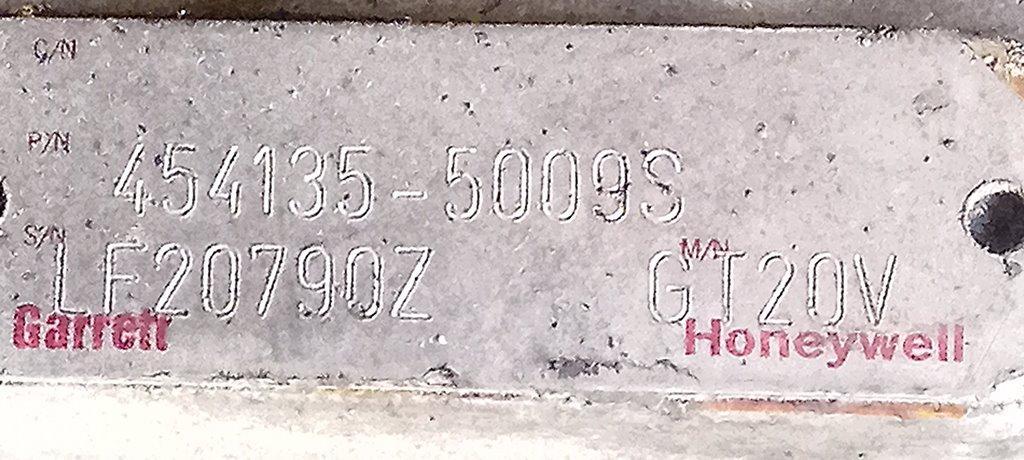 C/N
P/N 454135-5009S
S/N LF20790Z M/N GT20V
Garrett Honeywell